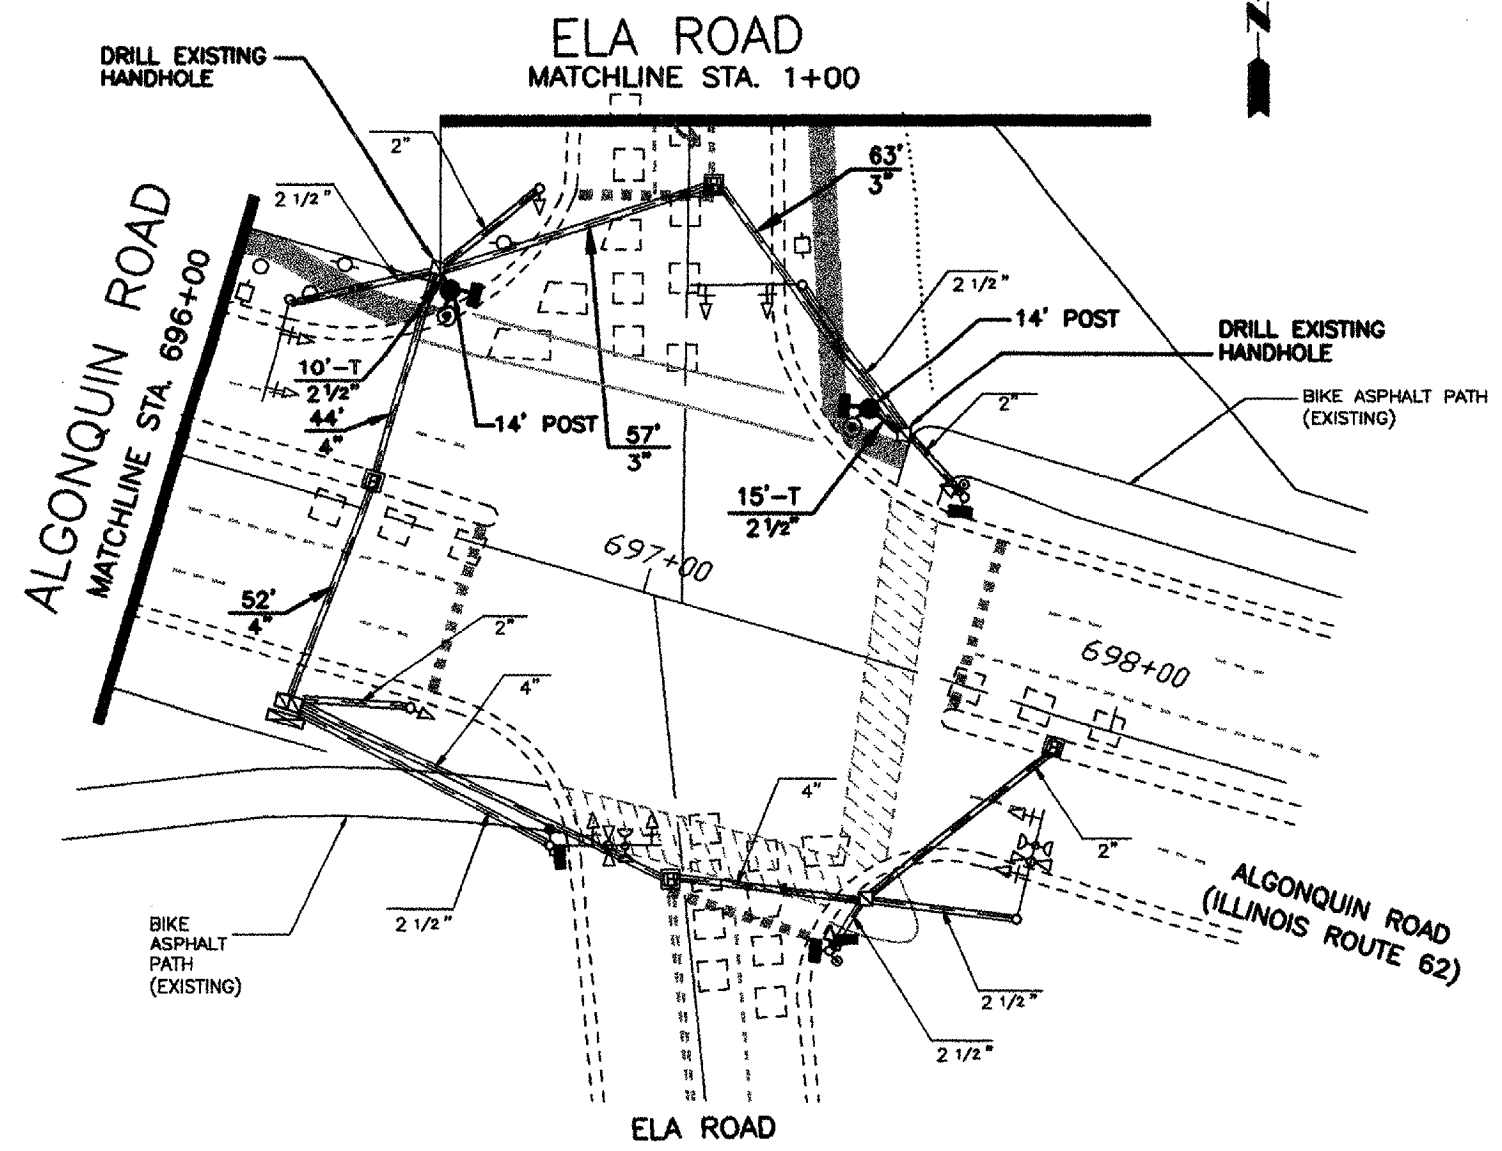 ELA ROAD
MATCHLINE STA. 1+00
N
DRILL EXISTING
HANDHOLE
2"
2 1/2"
63'
3"
ALGONQUIN ROAD
MATCHLINE STA. 696+00
2 1/2"
14' POST
DRILL EXISTING
HANDHOLE
10'-T
2 1/2"
44'
4"
14' POST
57'
3"
2"
BIKE ASPHALT PATH
(EXISTING)
15'-T
2 1/2"
697+00
52'
4"
2"
698+00
4"
4"
2"
2 1/2"
BIKE
ASPHALT
PATH
(EXISTING)
ALGONQUIN ROAD
(ILLINOIS ROUTE 62)
2 1/2"
2 1/2"
ELA ROAD